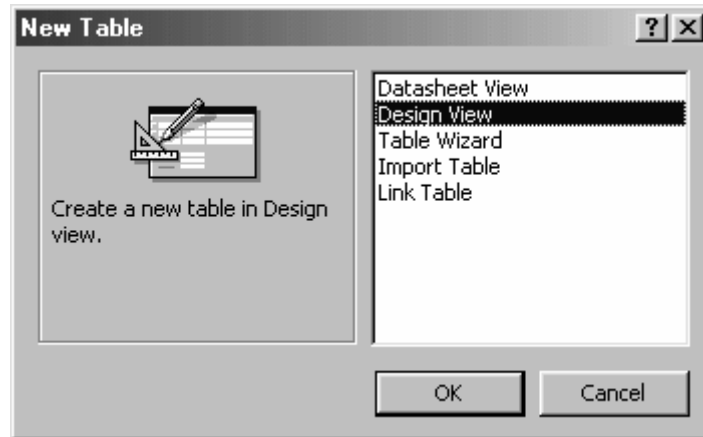 New Table
Create a new table in Design
view.
Datasheet View
Design View
Table Wizard
Import Table
Link Table
OK
Cancel